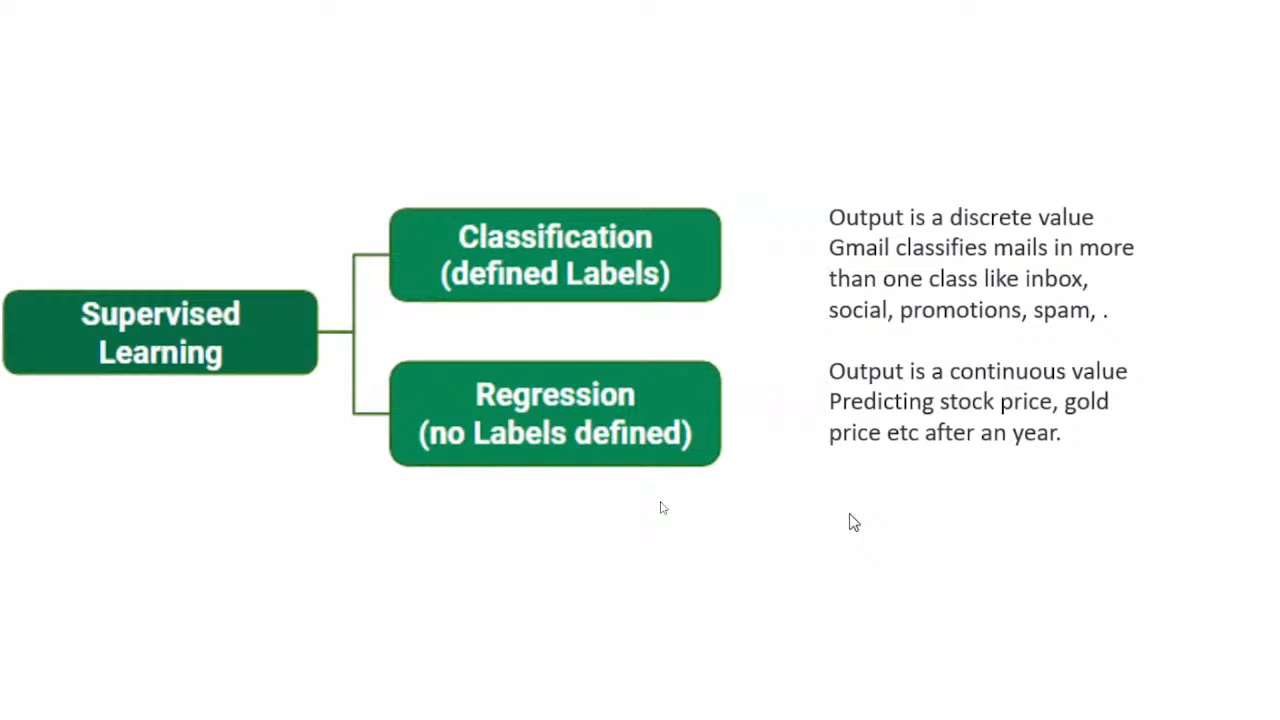 Supervised
Learning
Classification
(defined Labels)
Regression
(no Labels defined)
Output is a discrete value
Gmail classifies mails in more
than one class like inbox,
social, promotions, spam, .
Output is a continuous value
Predicting stock price, gold
price etc after an year.